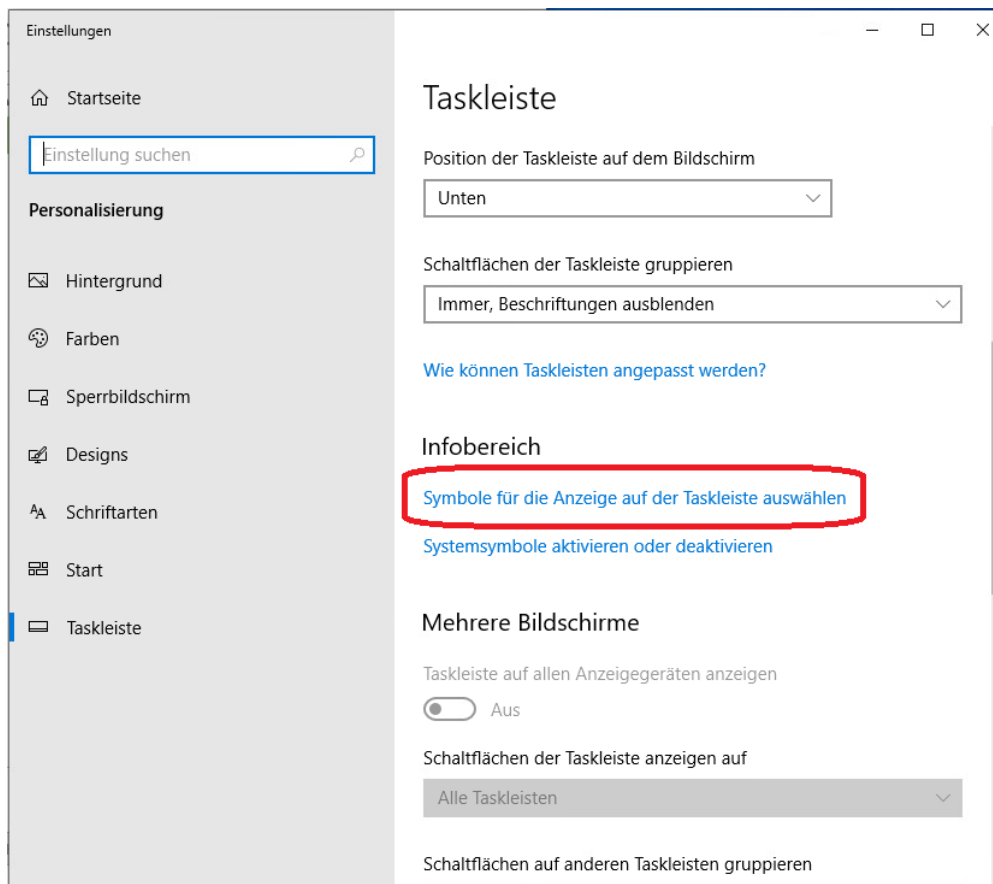 Einstellungen
Startseite
Einstellung suchen
Personalisierung
Hintergrund
Farben
Sperrbildschirm
Designs
Schriftarten
Start
Taskleiste
Taskleiste
Position der Taskleiste auf dem Bildschirm
Unten
Schaltflächen der Taskleiste gruppieren
Immer, Beschriftungen ausblenden
Wie können Taskleisten angepasst werden?
Infobereich
Symbole für die Anzeige auf der Taskleiste auswählen
Systemsymbole aktivieren oder deaktivieren
Mehrere Bildschirme
Taskleiste auf allen Anzeigegeräten anzeigen
Aus
Schaltflächen der Taskleiste anzeigen auf
Alle Taskleisten
Schaltflächen auf anderen Taskleisten gruppieren